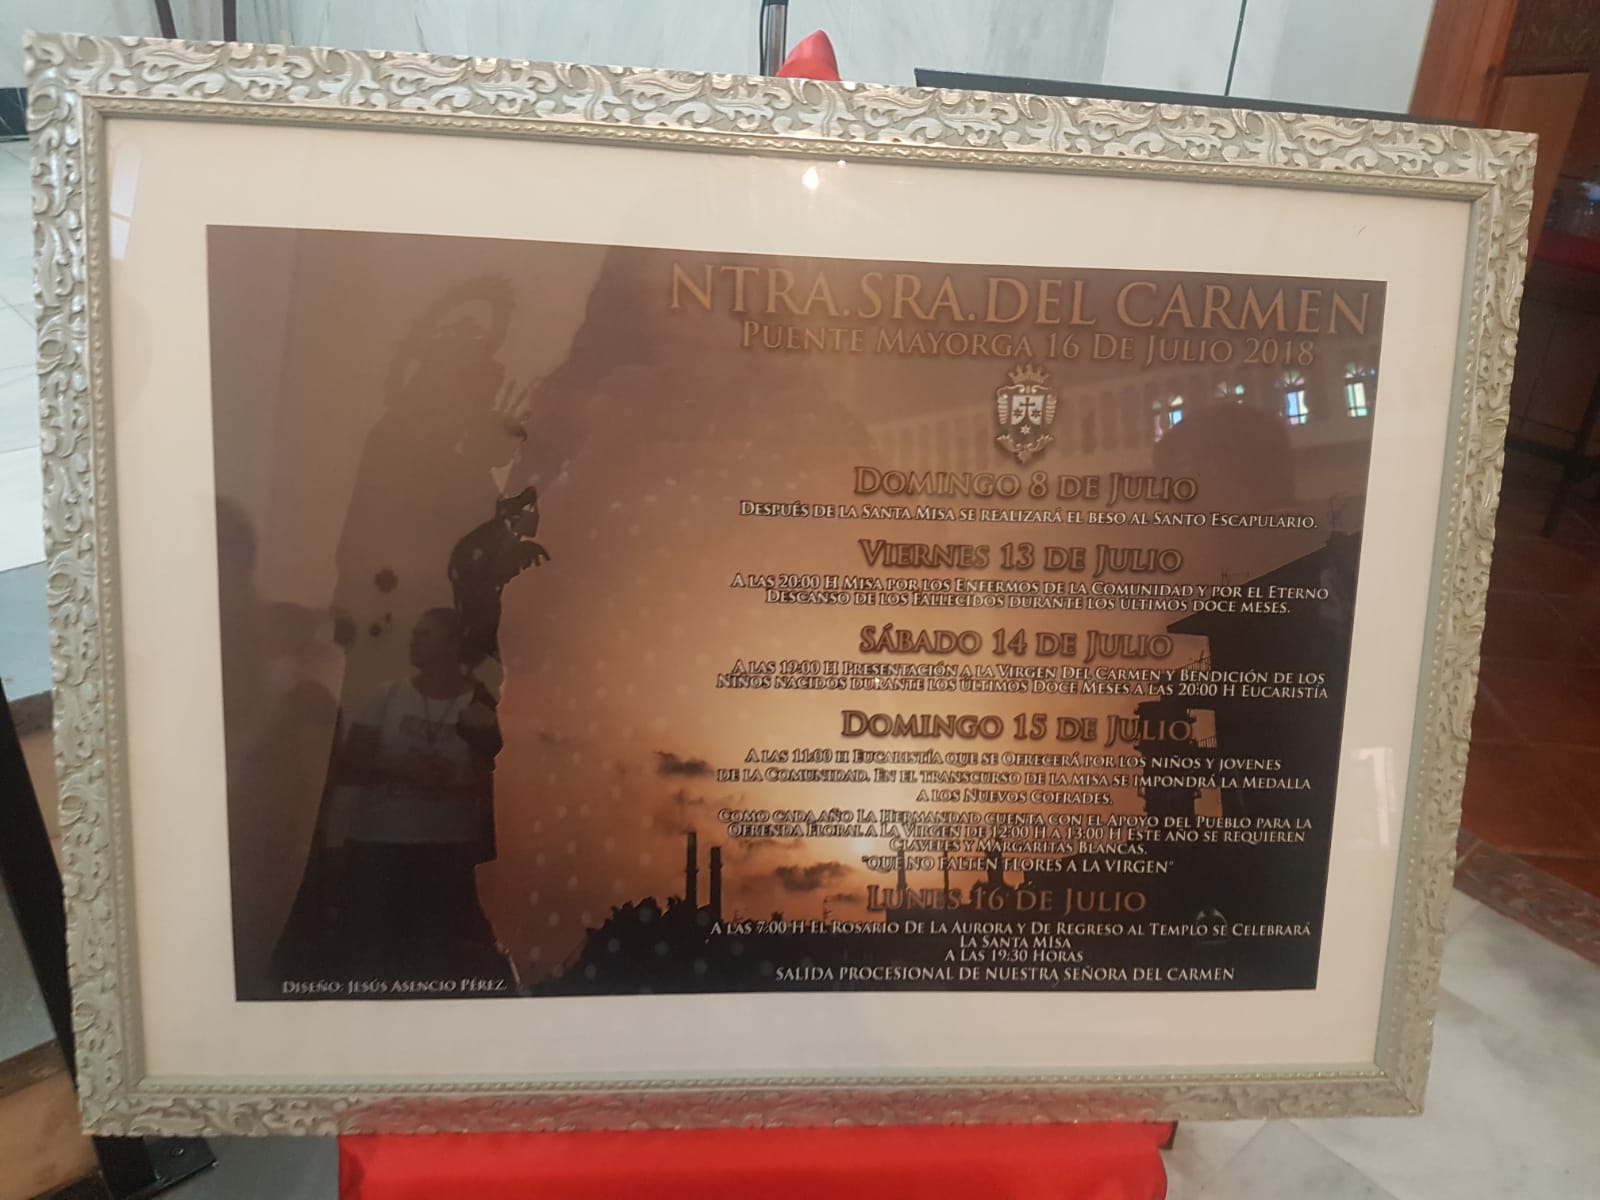 NTRA.SRA.DEL CARMEN
PUENTE MAYORGA 16 DE JULIO 2018
DOMINGO 8 DE JULIO
DESPUÉS DE LA SANTA MISA SE REALIZARÁ EL BESO AL SANTO ESCAPULARIO.
VIERNES 13 DE JULIO
A LAS 20:00 H MISA POR LOS ENFERMOS DE LA COMUNIDAD Y POR EL ETERNO
DESCANSO DE LOS FALLECIDOS DURANTE LOS ÚLTIMOS DOCE MESES.
SÁBADO 14 DE JULIO
A LAS 19:00 H PRESENTACIÓN A LA VIRGEN DEL CARMEN Y BENDICIÓN DE LOS
NIÑOS NACIDOS DURANTE LOS ÚLTIMOS DOCE MESES A LAS 20:00 H EUCARISTÍA
DOMINGO 15 DE JULIO
A LAS 11:00 H EUCARISTÍA QUE SE OFRECERÁ POR LOS NIÑOS Y JOVENES
DE LA COMUNIDAD. EN EL TRANSCURSO DE LA MISA SE IMPONDRÁ LA MEDALLA
A LOS NUEVOS COFRADES.
COMO CADA AÑO LA HERMANDAD CUENTA CON EL APOYO DEL PUEBLO PARA LA
OFRENDA FLORAL A LA VIRGEN DE 12:00 H A 13:00 H ESTE AÑO SE REQUIEREN
CLAVELES Y MARGARITAS BLANCAS.
"QUE NO FALTEN FLORES A LA VIRGEN"
LUNES 16 DE JULIO
A LAS 7:00 H EL ROSARIO DE LA AURORA Y DE REGRESO AL TEMPLO SE CELEBRARÁ
LA SANTA MISA
A LAS 19:30 HORAS
SALIDA PROCESIONAL DE NUESTRA SEÑORA DEL CARMEN
DISEÑO: JESÚS ASENCIO PÉREZ.